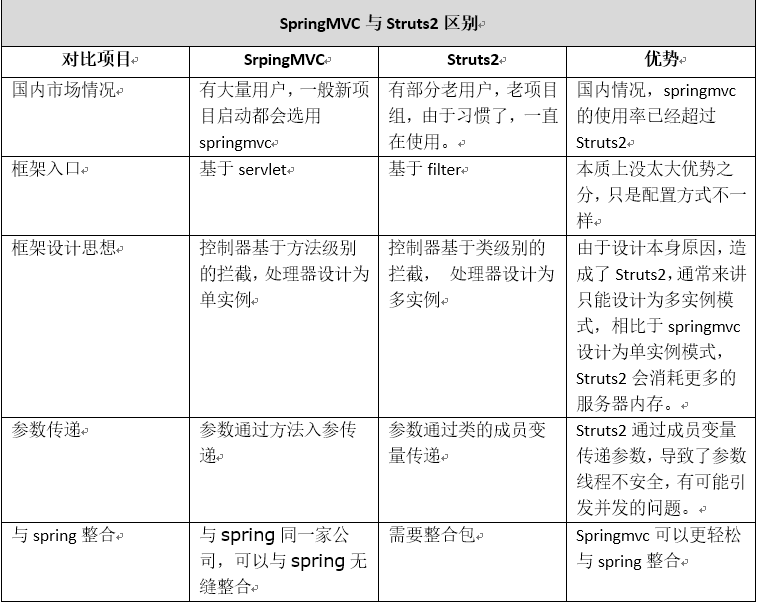 SpringMVC 与 Struts2 区别
对比项目 SrpingMVC Struts2 优势
国内市场情况
有大量用户，一般新项
目启动都会选用
springmvc
有部分老用户，老项目
组，由于习惯了，一直
在使用。
国内情况，springmvc
的使用率已经超过
Struts2
框架入口
基于 servlet
基于 filter
本质上没太大优势之
分，只是配置方式不一
样
框架设计思想
控制器基于方法级别
的拦截，处理器设计为
单实例
控制器基于类级别的
拦截， 处理器设计为
多实例
由于设计本身原因，造
成了 Struts2，通常来讲
只能设计为多实例模
式，相比于 springmvc
设计为单实例模式，
Struts2 会消耗更多的
服务器内存。
参数传递
参数通过方法入参传
递
参数通过类的成员变
量传递
Struts2 通过成员变量
传递参数，导致了参数
线程不安全，有可能引
发并发的问题。
与 spring 整合
与 spring 同一家公
司，可以与 spring 无
缝整合
需要整合包
Springmvc 可以更轻松
与 spring 整合